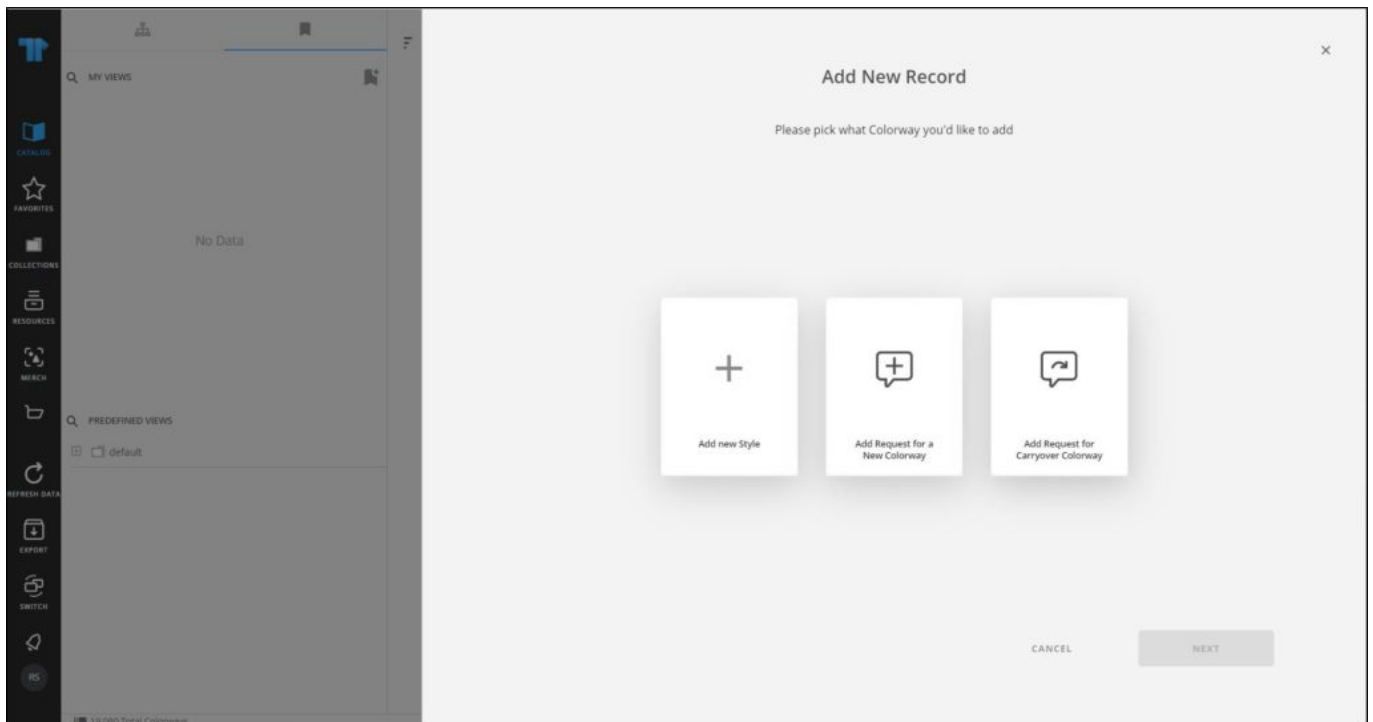 MY VIEWS
No Data
PREDEFINED VIEWS
default
CATALOG
FAVORITES
COLLECTIONS
RESOURCES
MERCH
REFRESH DATA
EXPORT
SWITCH
RS
Add New Record
Please pick what Colorway you'd like to add
Add new Style
Add Request for a
New Colorway
Add Request for
Carryover Colorway
CANCEL
NEXT
Total Colorways